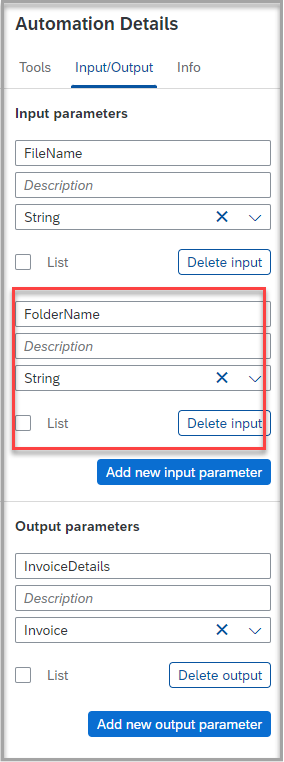 Automation Details
Tools Input/Output Info
Input parameters
FileName
Description
String
List Delete input
FolderName
Description
String
List Delete input
Add new input parameter
Output parameters
InvoiceDetails
Description
Invoice
List Delete output
Add new output parameter